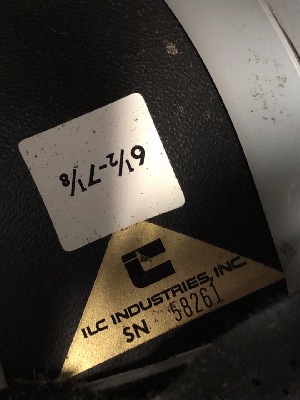 6½-7⅛
ILC INDUSTRIES, INC.
SN 58261